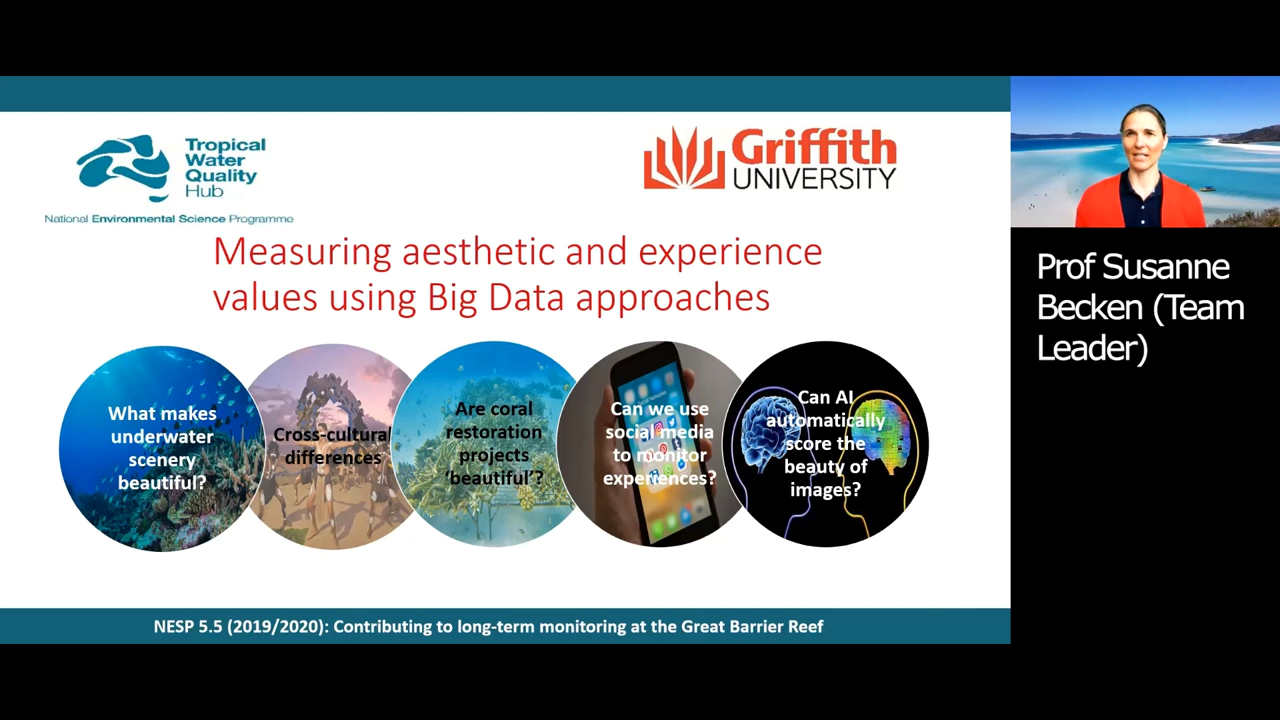 Tropical
Water
Quality
Hub
National Environmental Science Programme
Griffith
UNIVERSITY
Measuring aesthetic and experience
values using Big Data approaches
What makes
underwater
scenery
beautiful?
Cross-cultural
differences
Are coral
restoration
projects
‘beautiful’?
Can we use
social media
to monitor
experiences?
Can AI
automatically
score the
beauty of
images?
NESP 5.5 (2019/2020): Contributing to long-term monitoring at the Great Barrier Reef
Prof Susanne
Becken (Team
Leader)